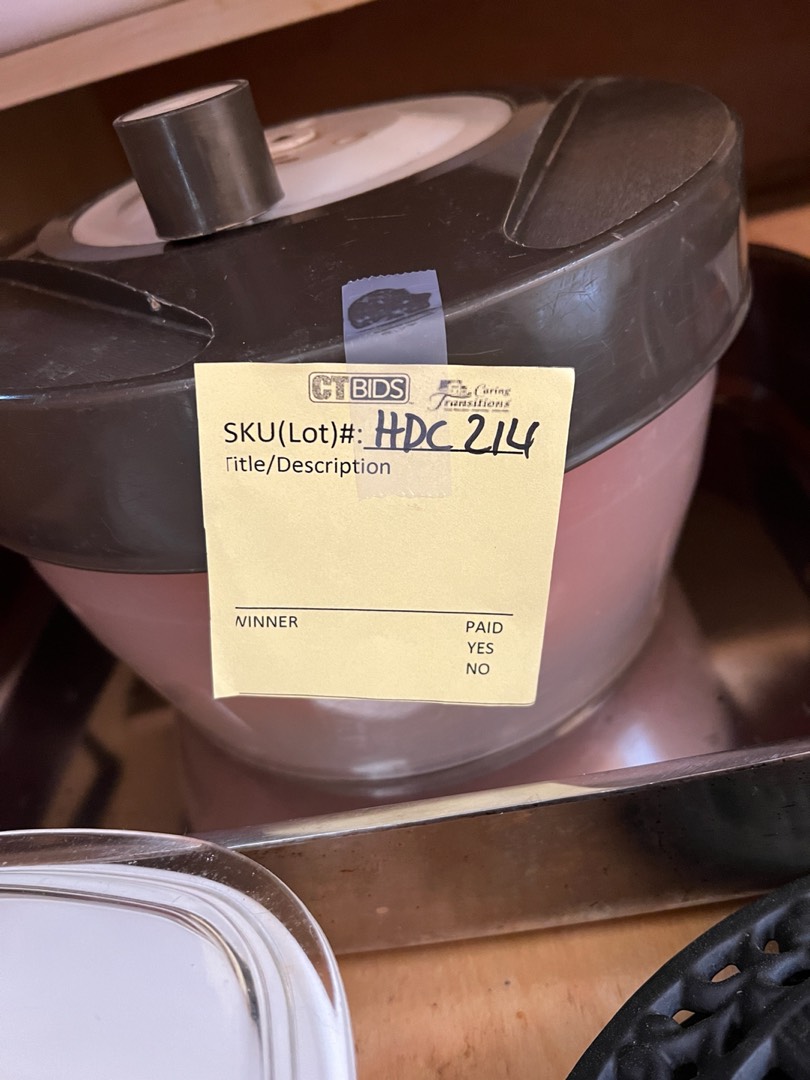 CTBIDS Caring Transitions
SKU(Lot)#: HDC 214
Title/Description
WINNER PAID
YES
NO